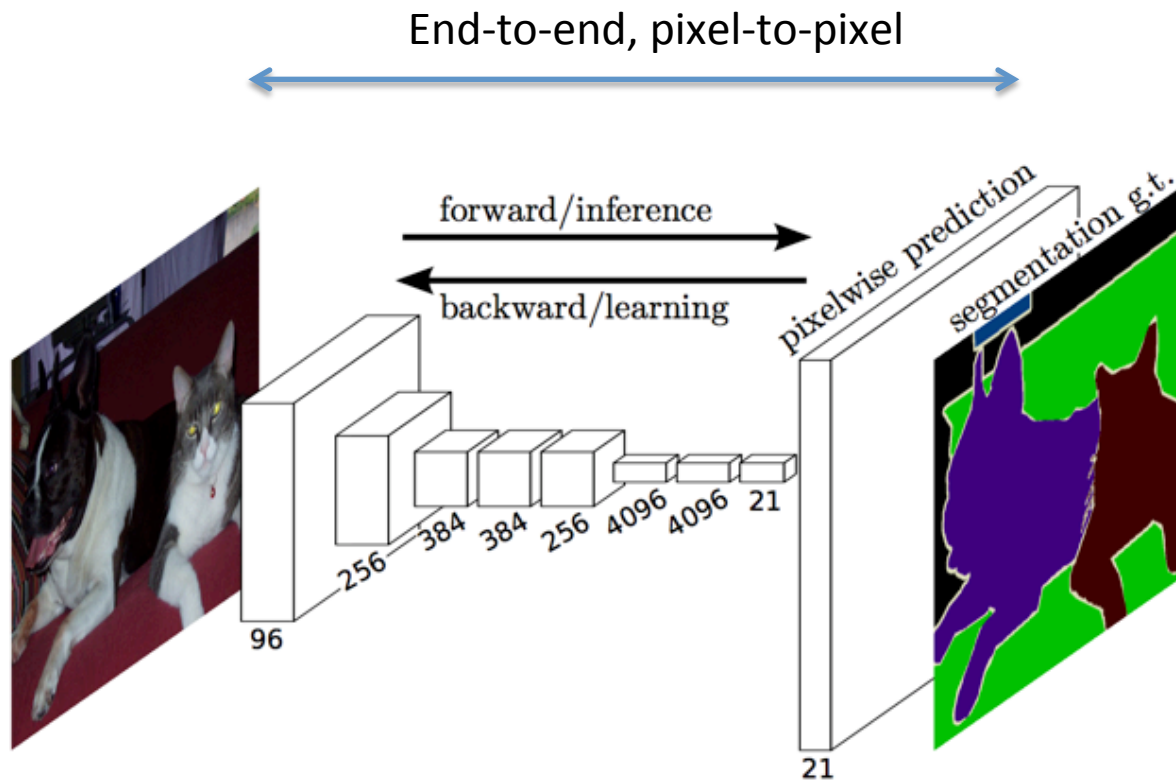 End-to-end, pixel-to-pixel
forward/inference
backward/learning
pixelwise prediction
segmentation g.t.
96
256
384
384
256
4096
4096
21
21